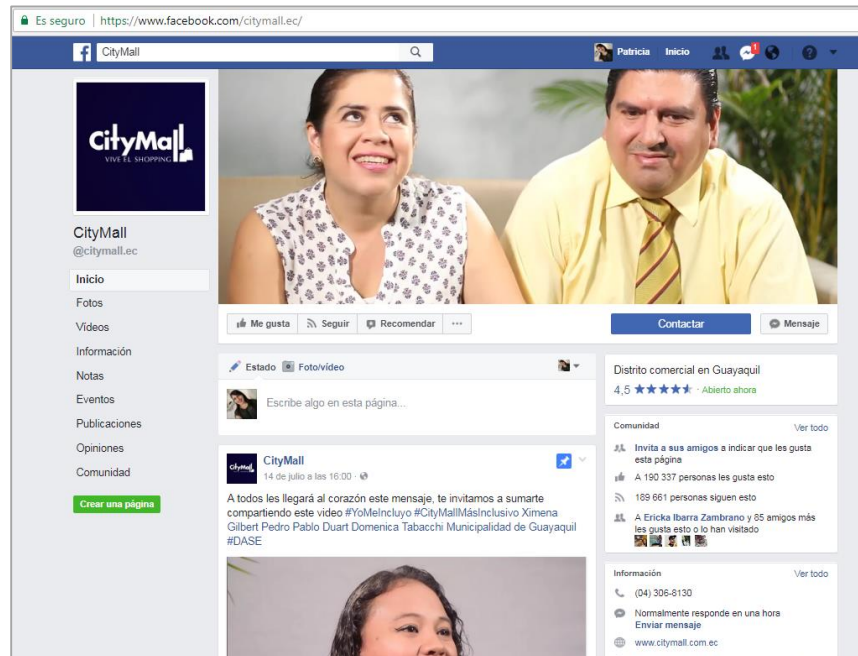 Es seguro | https://www.facebook.com/citymall.ec/
CityMall
Patricia Inicio
1
CityMall
VIVE EL SHOPPING
CityMall
@citymall.ec
Inicio
Fotos
Vídeos
Información
Notas
Eventos
Publicaciones
Opiniones
Comunidad
Crear una página
Me gusta Seguir Recomendar ...
Contactar Mensaje
Estado Foto/vídeo
Escribe algo en esta página...
CityMall
CityMall
14 de julio a las 16:00 ·
A todos les llegará al corazón este mensaje, te invitamos a sumarte
compartiendo este video #YoMeIncluyo #CityMallMásInclusivo Ximena
Gilbert Pedro Pablo Duart Domenica Tabacchi Municipalidad de Guayaquil
#DASE
Distrito comercial en Guayaquil
4,5 ★★★★★ · Abierto ahora
Comunidad Ver todo
Invita a sus amigos a indicar que les gusta
esta página
A 190 337 personas les gusta esto
189 661 personas siguen esto
A Ericka Ibarra Zambrano y 85 amigos más
les gusta esto o lo han visitado
Información Ver todo
(04) 306-8130
Normalmente responde en una hora
Enviar mensaje
www.citymall.com.ec